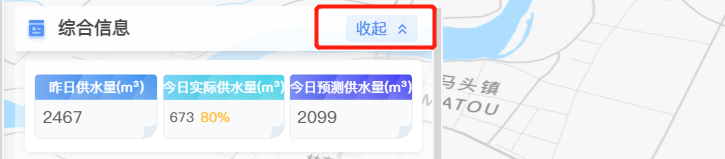 综合信息
收起
昨日供水量(m³) 今日实际供水量(m³) 今日预测供水量(m³)
2467 673 80% 2099
马头镇
MATOU